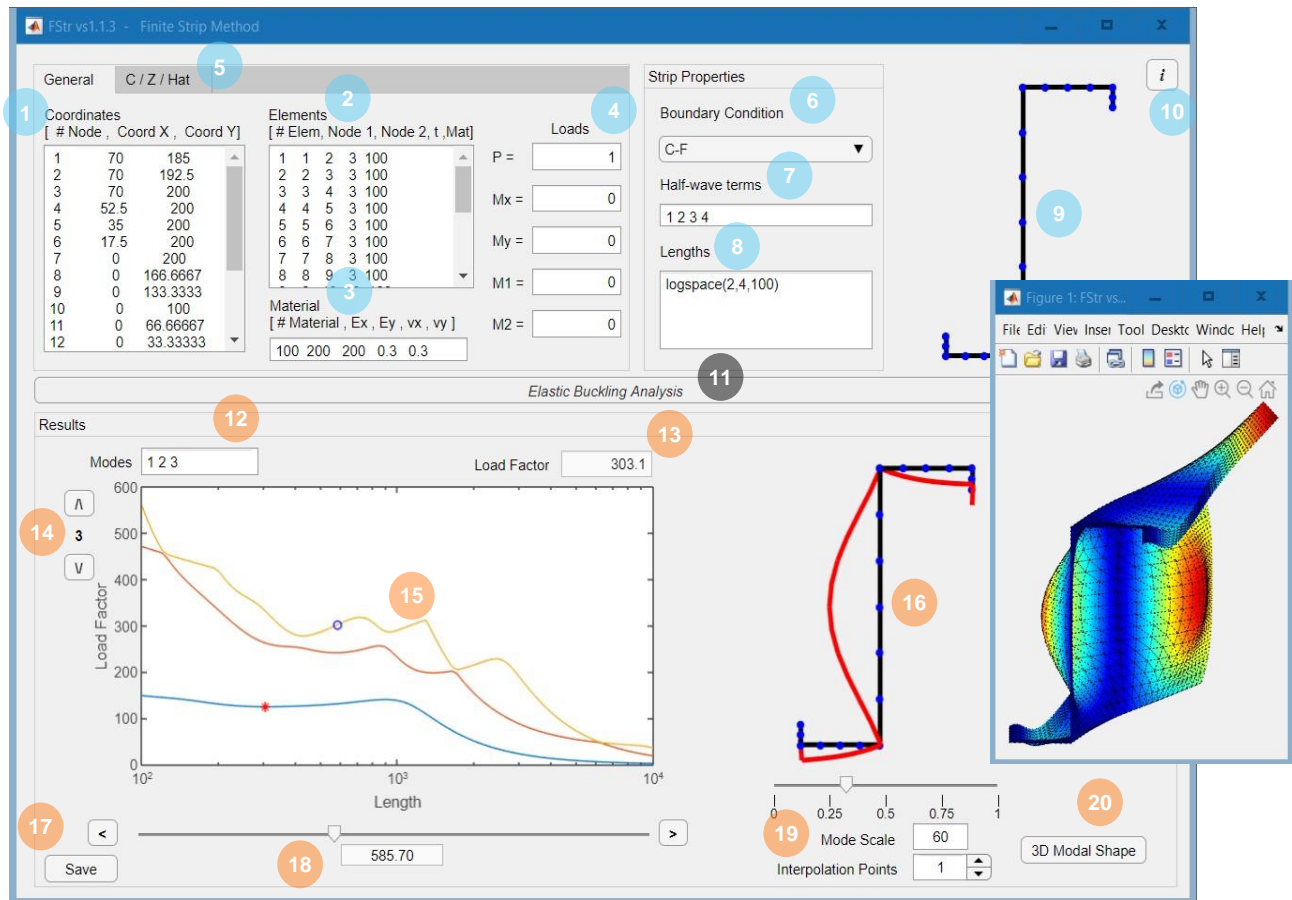 FStr vs1.1.3 - Finite Strip Method
General
C / Z / Hat
5
1
Coordinates
[ # Node , Coord X , Coord Y]
1 70 185
2 70 192.5
3 70 200
4 52.5 200
5 35 200
6 17.5 200
7 0 200
8 0 166.6667
9 0 133.3333
10 0 100
11 0 66.66667
12 0 33.33333
2
Elements
[ # Elem, Node 1, Node 2, t ,Mat]
1 1 2 3 100
2 2 3 3 100
3 3 4 3 100
4 4 5 3 100
5 5 6 3 100
6 6 7 3 100
7 7 8 3 100
8 8 9 3 100
3
Material
[ # Material , Ex , Ey , vx , vy ]
100 200 200 0.3 0.3
4
Loads
P = 1
Mx = 0
My = 0
M1 = 0
M2 = 0
Strip Properties
6
Boundary Condition
C-F
7
Half-wave terms
1 2 3 4
8
Lengths
logspace(2,4,100)
i
10
9
Figure 1: FStr vs...
File Edi Viev Inser Tool Deskto Windc Help
11
Elastic Buckling Analysis
Results
12
Modes 1 2 3
13
Load Factor 303.1
/\
14
3
\/
600
500
400
300
200
100
0
Load Factor
15
10²
10³
10⁴
Length
16
17
<
>
Save
18
585.70
0 0.25 0.5 0.75 1
19
Mode Scale 60
Interpolation Points 1
20
3D Modal Shape